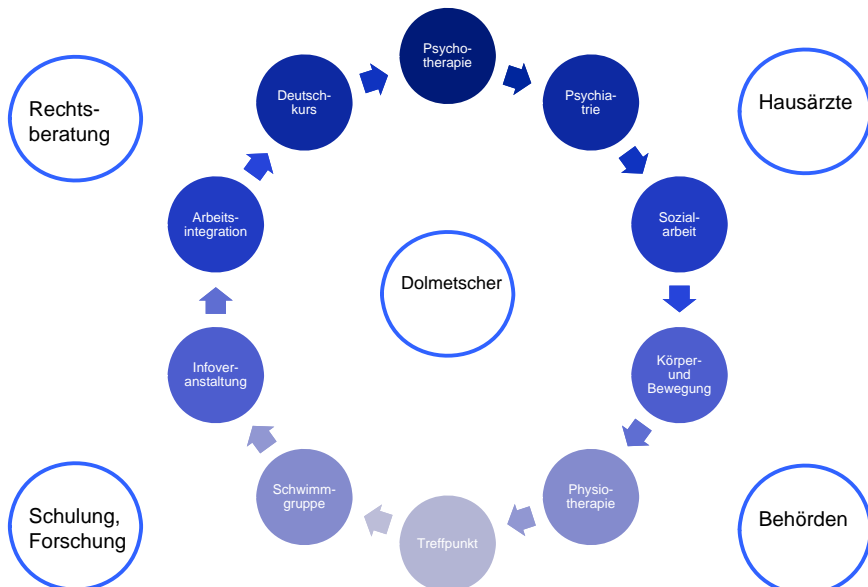 Psycho-
therapie
Deutsch-
kurs
Psychia-
trie
Rechts-
beratung
Hausärzte
Arbeits-
integration
Sozial-
arbeit
Dolmetscher
Infover-
anstaltung
Körper-
und
Bewegung
Schwimm-
gruppe
Physio-
therapie
Treffpunkt
Schulung,
Forschung
Behörden